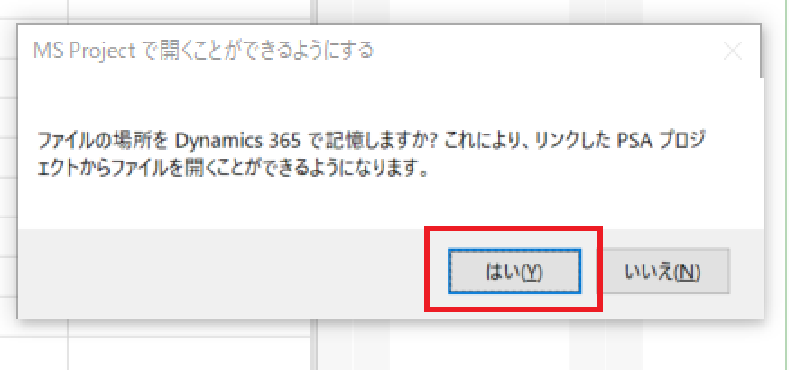 MS Project で開くことができるようにする
ファイルの場所を Dynamics 365 で記憶しますか? これにより、リンクした PSA プロジ
ェクトからファイルを開くことができるようになります。
はい(Y) いいえ(N)